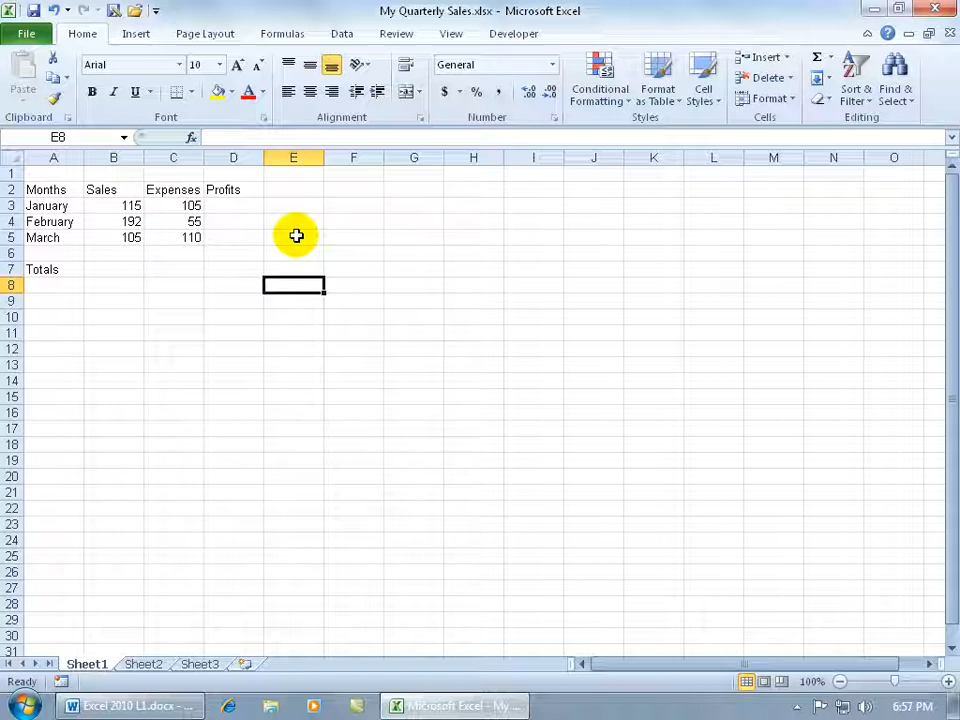 My Quarterly Sales.xlsx - Microsoft Excel
File Home Insert Page Layout Formulas Data Review View Developer
Paste
Clipboard
Arial 10
Font
Alignment
General
Number
Conditional Formatting
Format as Table
Cell Styles
Styles
Insert
Delete
Format
Cells
Sort & Filter
Find & Select
Editing
E8 fx
A B C D E F G H I J K L M N O
1
2 Months Sales Expenses Profits
3 January 115 105
4 February 192 55
5 March 105 110
6
7 Totals
8
9
10
11
12
13
14
15
16
17
18
19
20
21
22
23
24
25
26
27
28
29
30
31
Sheet1 Sheet2 Sheet3
Ready 100%
Excel 2010 L1.docx - ... Microsoft Excel - My ... 6:57 PM